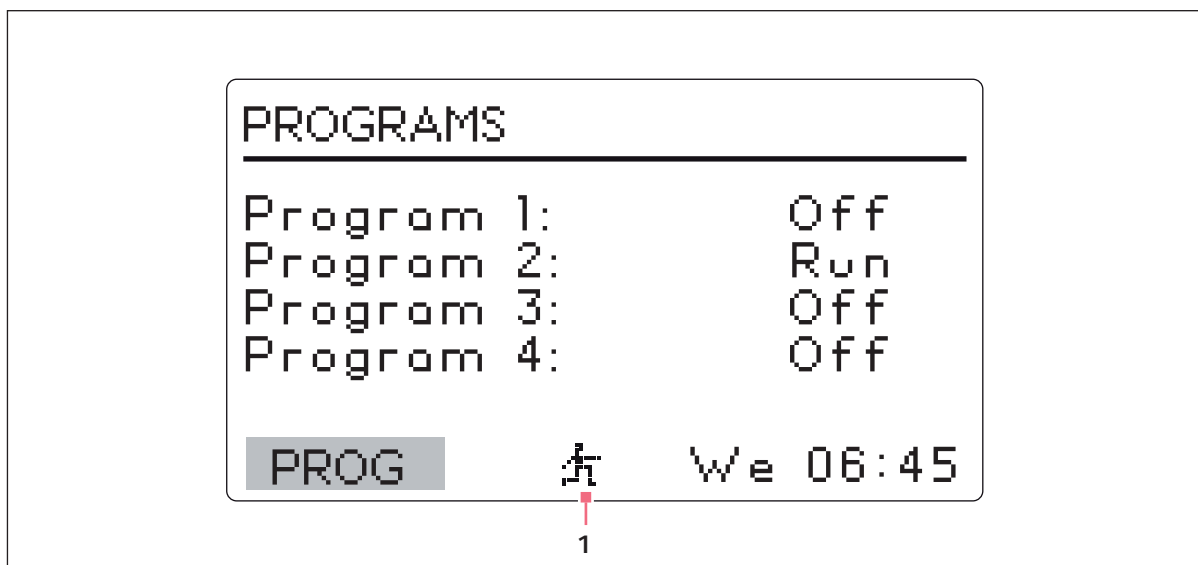 PROGRAMS
Program 1: Off
Program 2: Run
Program 3: Off
Program 4: Off
PROG We 06:45
1